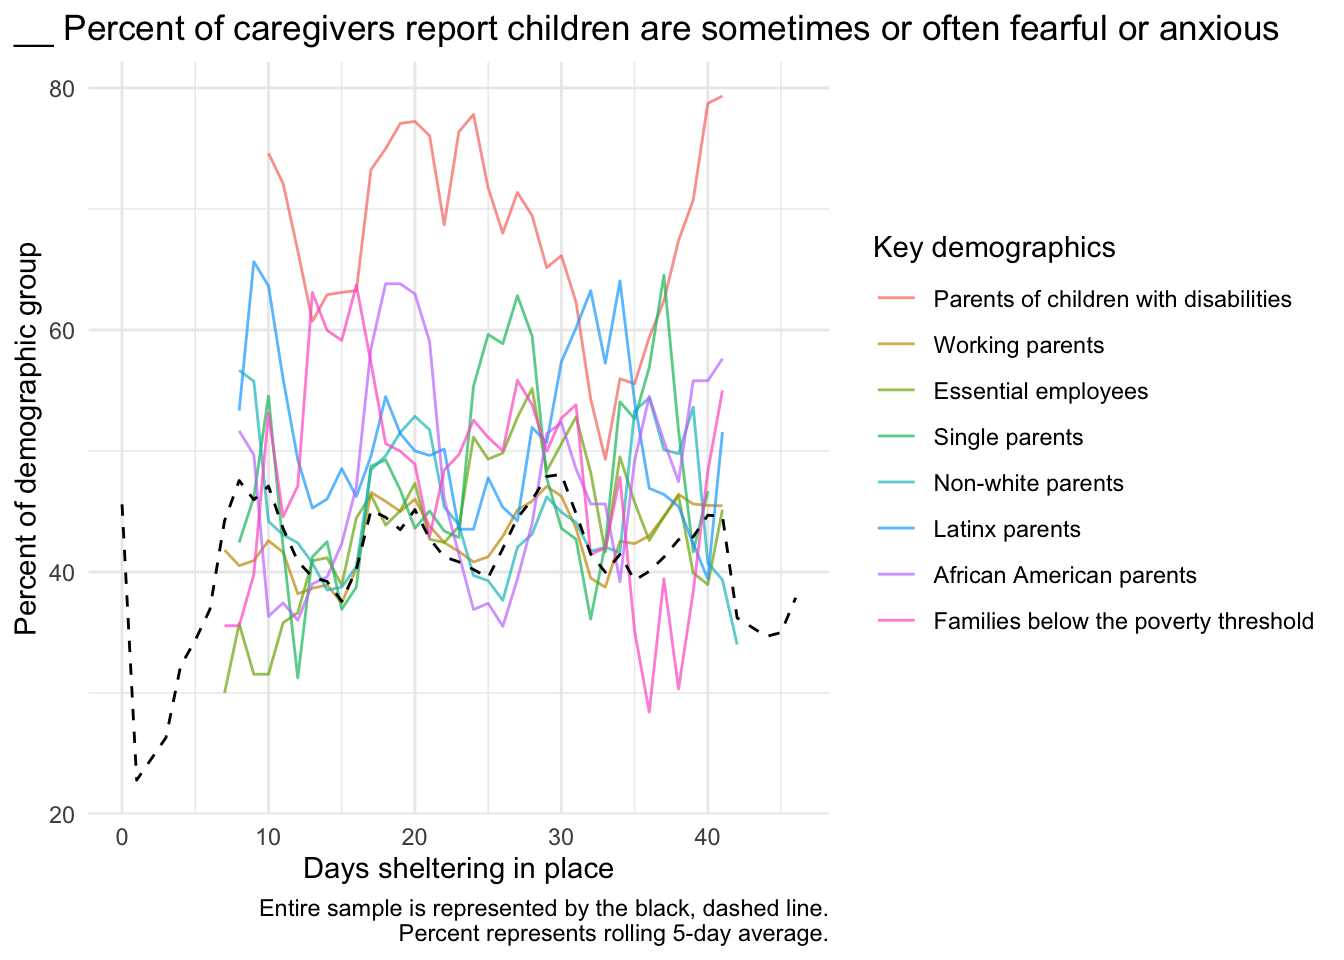 __ Percent of caregivers report children are sometimes or often fearful or anxious
80
60
40
20
Percent of demographic group
0 10 20 30 40
Days sheltering in place
Entire sample is represented by the black, dashed line.
Percent represents rolling 5-day average.
Key demographics
Parents of children with disabilities
Working parents
Essential employees
Single parents
Non-white parents
Latinx parents
African American parents
Families below the poverty threshold